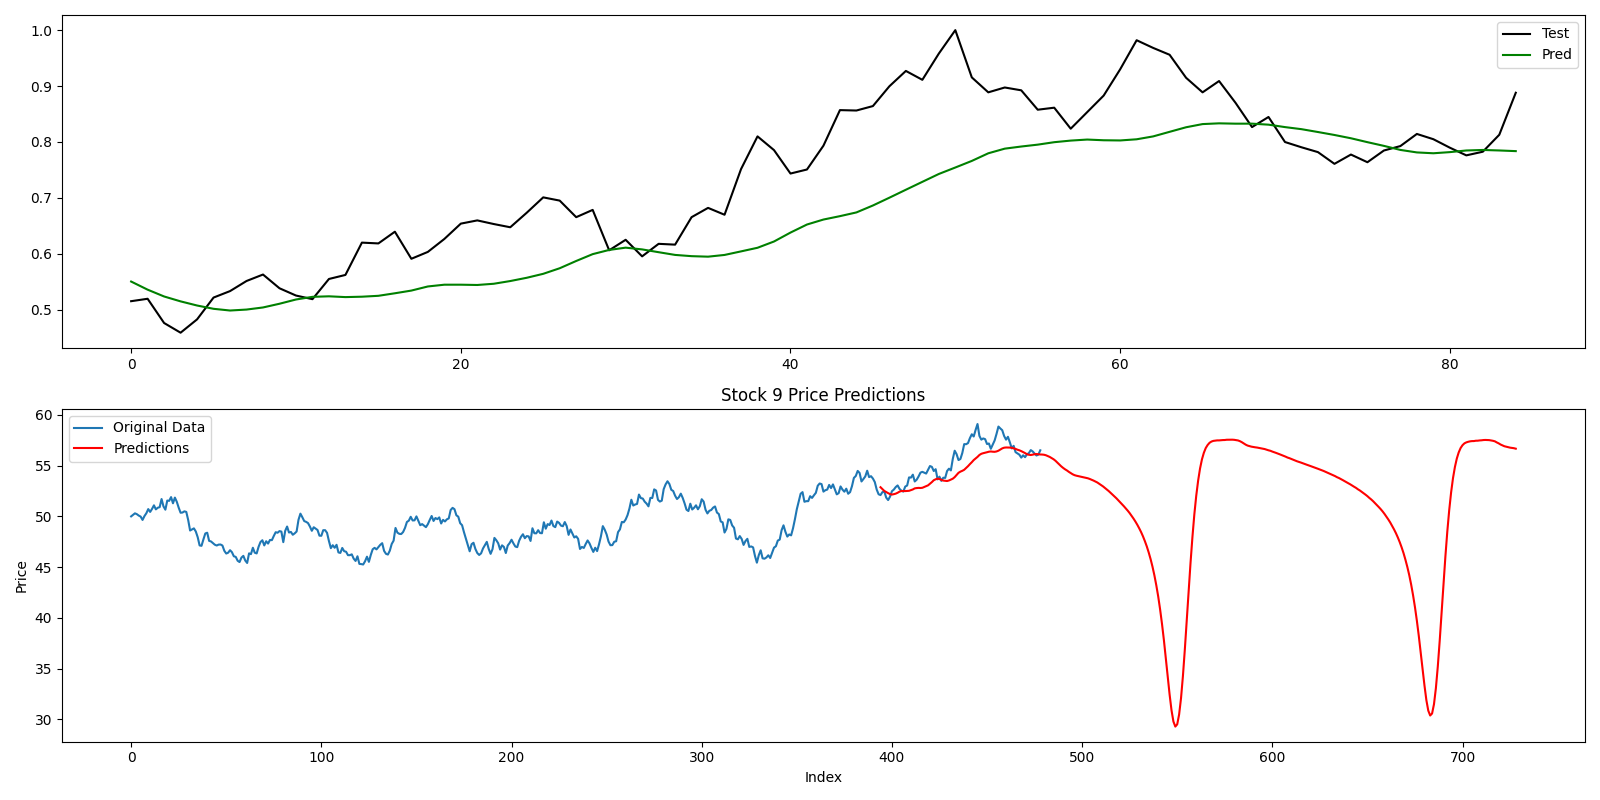 1.0
0.9
0.8
0.7
0.6
0.5
Test
Pred
0 20 40 60 80
Stock 9 Price Predictions
60
55
50
45
40
35
30
Price
Original Data
Predictions
0 100 200 300 400 500 600 700
Index